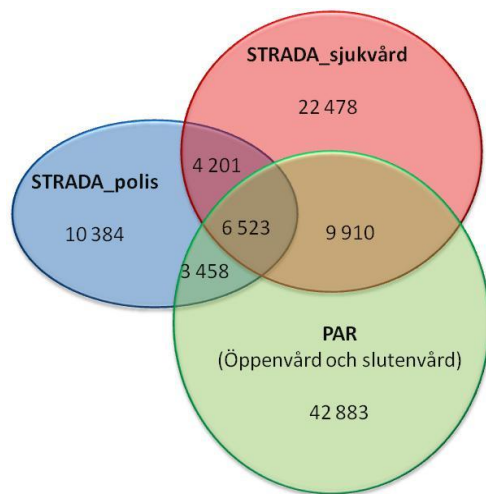 STRADA_sjukvård
22 478
4 201
STRADA_polis
6 523
9 910
10 384
3 458
PAR
(Öppenvård och slutenvård)
42 883